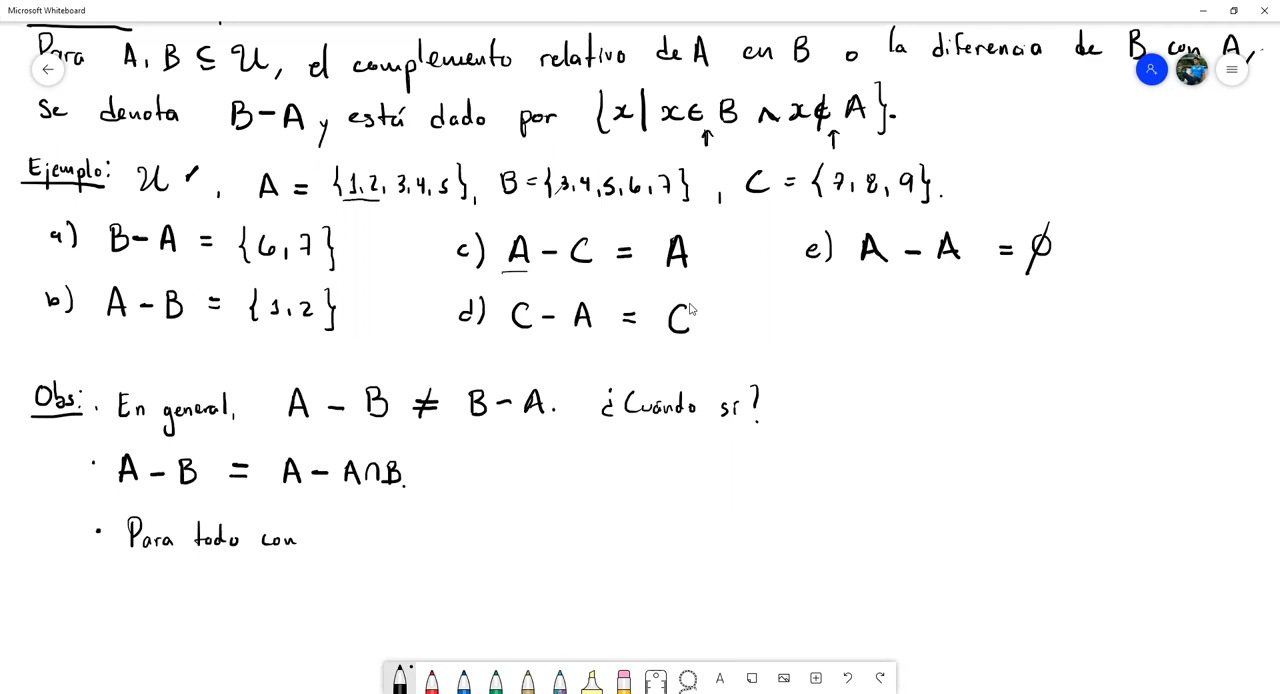 Microsoft Whiteboard
Para A, B ⊆ U, el complemento relativo de A en B o la diferencia de B con A,
se denota B - A y está dado por {x | x ∈ B ∧ x ∉ A}.
Ejemplo: U, A = {1, 2, 3, 4, 5}, B = {3, 4, 5, 6, 7}, C = {7, 8, 9}.
a) B - A = {6, 7} c) A - C = A e) A - A = ∅
b) A - B = {1, 2} d) C - A = C
Obs: · En general, A - B ≠ B - A. ¿Cuándo sí?
· A - B = A - A∩B.
· Para todo con